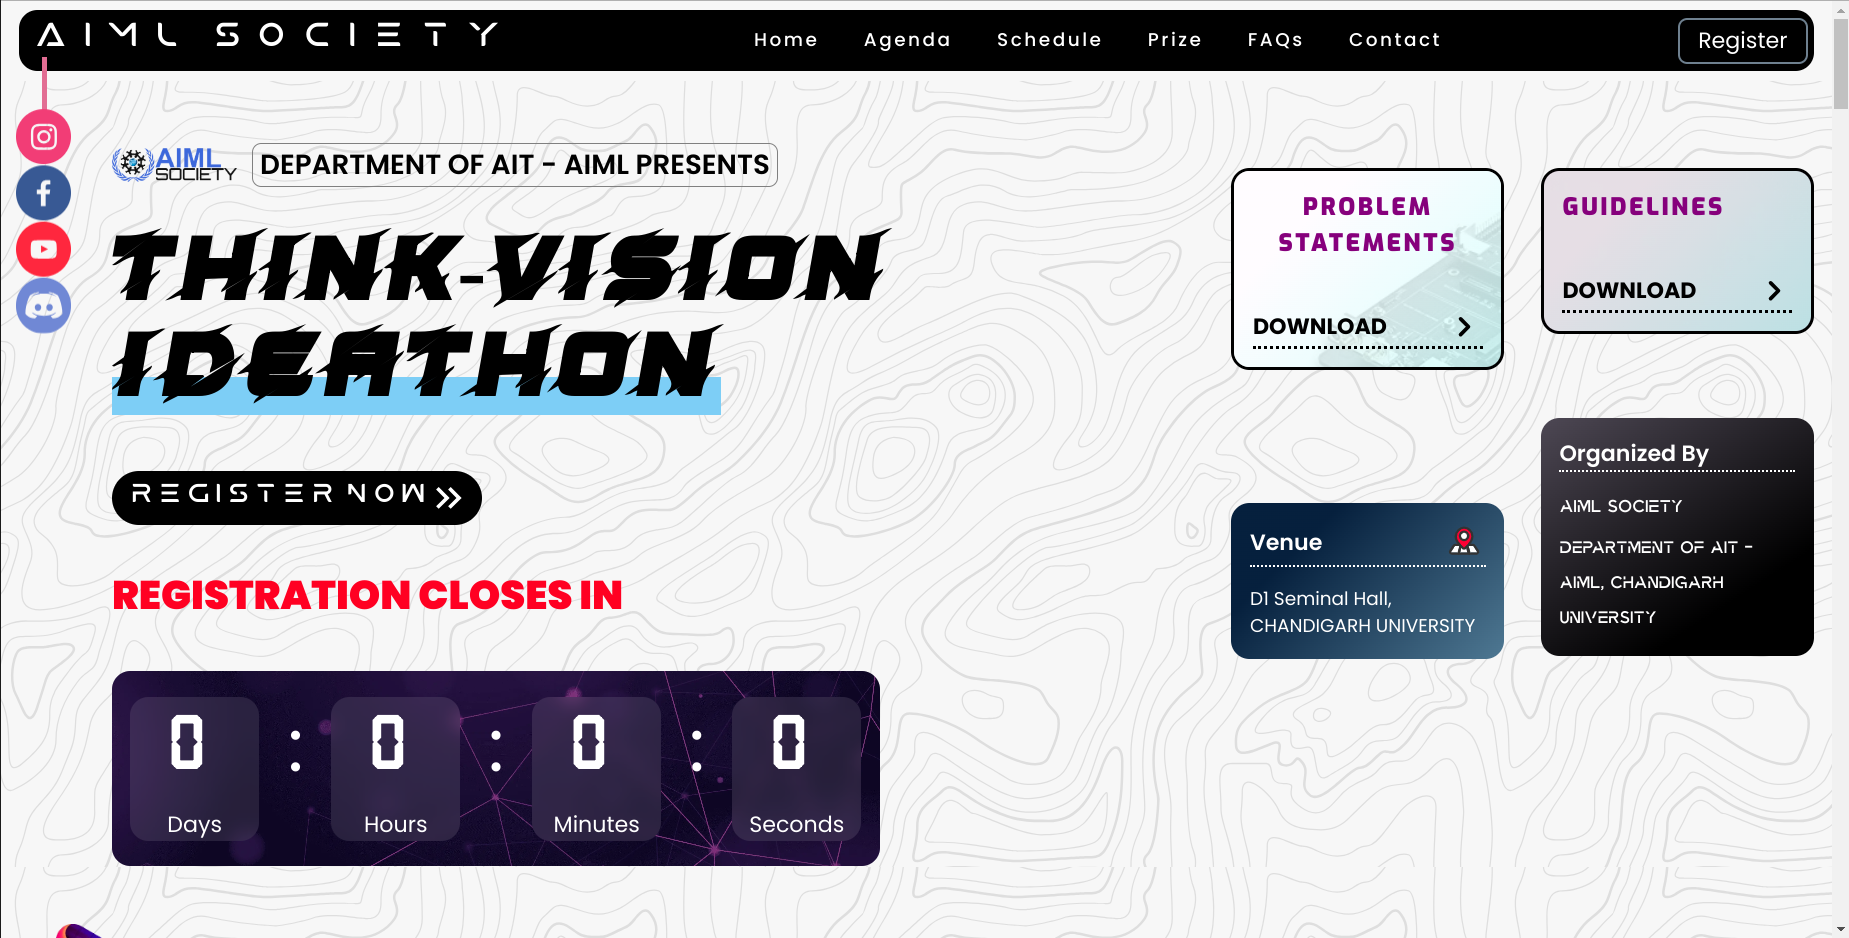 AIML SOCIETY
Home
Agenda
Schedule
Prize
FAQs
Contact
Register
AIML
SOCIETY
DEPARTMENT OF AIT - AIML PRESENTS
THINK-VISION
IDEATHON
REGISTER NOW
REGISTRATION CLOSES IN
0 : 0 : 0 : 0
Days
Hours
Minutes
Seconds
PROBLEM
STATEMENTS
DOWNLOAD
GUIDELINES
DOWNLOAD
Venue
D1 Seminal Hall,
CHANDIGARH UNIVERSITY
Organized By
AIML SOCIETY
DEPARTMENT OF AIT -
AIML, CHANDIGARH
UNIVERSITY